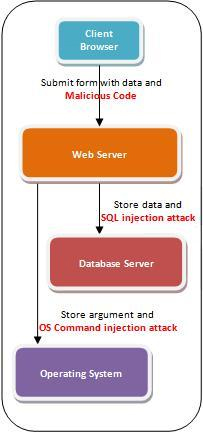 Client
Browser
Submit form with data and
Malicious Code
Web Server
Store data and
SQL injection attack
Database Server
Store argument and
OS Command injection attack
Operating System